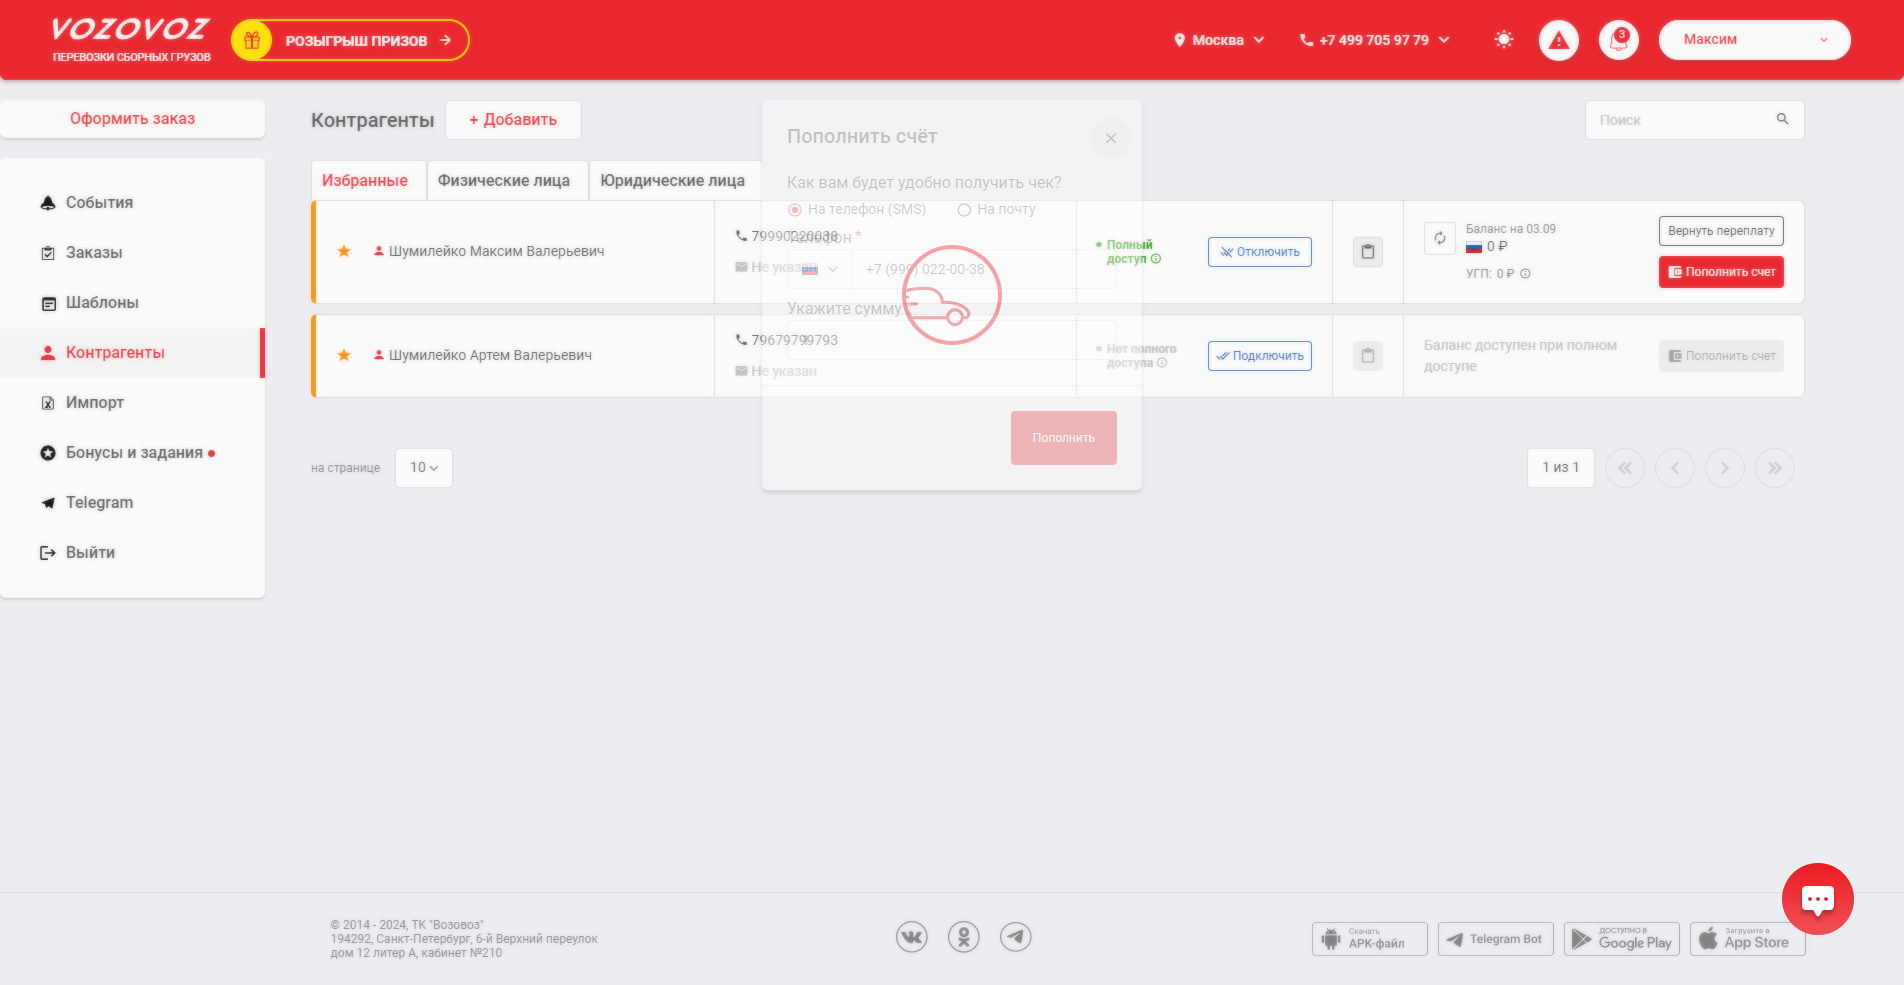 VOZOVOZ
ПЕРЕВОЗКИ СБОРНЫХ ГРУЗОВ
РОЗЫГРЫШ ПРИЗОВ
Москва
+7 499 705 97 79
3
Максим
Оформить заказ
События
Заказы
Шаблоны
Контрагенты
Импорт
Бонусы и задания
Telegram
Выйти
Контрагенты
+ Добавить
Поиск
Избранные
Физические лица
Юридические лица
Шумилейко Максим Валерьевич
79990220038
Не указан
Полный
доступ
Отключить
Баланс на 03.09
0 ₽
УГП: 0 ₽
Вернуть переплату
Пополнить счет
Шумилейко Артем Валерьевич
79679799793
Не указан
Нет полного
доступа
Подключить
Баланс доступен при полном
доступе
Пополнить счет
Пополнить счёт
Как вам будет удобно получить чек?
На телефон (SMS)
На почту
Телефон *
+7 (999) 022-00-38
Укажите сумму
Пополнить
на странице
10
1 из 1
© 2014 - 2024, ТК "Возовоз"
194292, Санкт-Петербург, 6-й Верхний переулок
дом 12 литер А, кабинет №210
Скачать
APK-файл
Telegram Bot
ДОСТУПНО В
Google Play
Загрузите в
App Store